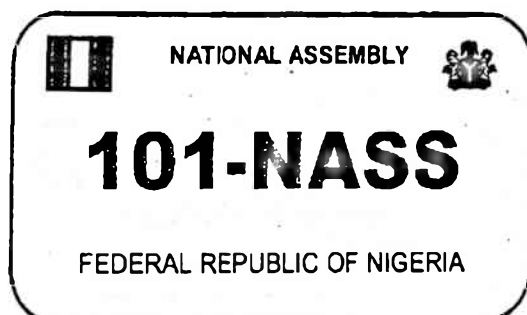 NATIONAL ASSEMBLY
101-NASS
FEDERAL REPUBLIC OF NIGERIA